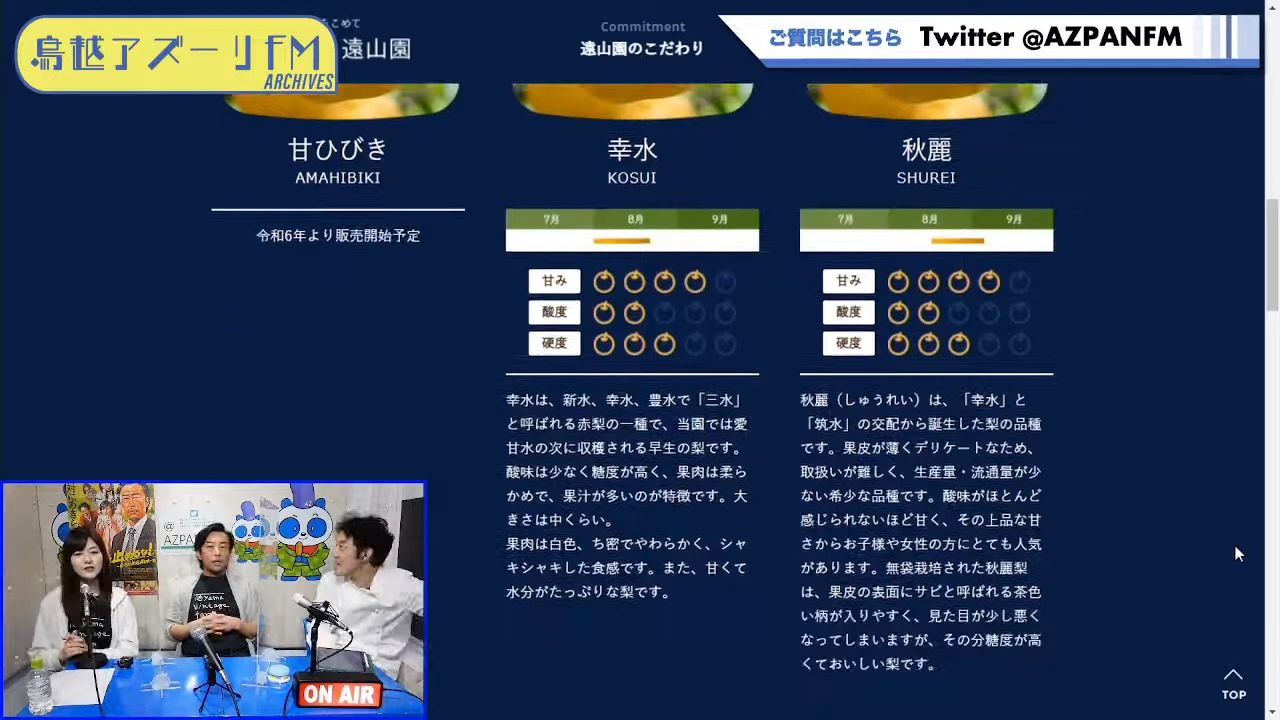 鳥越アズーリFM
ARCHIVES
こめて
遠山園
Commitment
遠山園のこだわり
ご質問はこちら Twitter @AZPANFM
甘ひびき
AMAHIBIKI
令和6年より販売開始予定
幸水
KOSUI
7月 8月 9月
甘み
酸度
硬度
幸水は、新水、幸水、豊水で「三水」
と呼ばれる赤梨の一種で、当園では愛
甘水の次に収穫される早生の梨です。
酸味は少なく糖度が高く、果肉は柔ら
かめで、果汁が多いのが特徴です。大
きさは中くらい。
果肉は白色、ち密でやわらかく、シャ
キシャキした食感です。また、甘くて
水分がたっぷりな梨です。
秋麗
SHUREI
7月 8月 9月
甘み
酸度
硬度
秋麗（しゅうれい）は、「幸水」と
「筑水」の交配から誕生した梨の品種
です。果皮が薄くデリケートなため、
取扱いが難しく、生産量・流通量が少
ない希少な品種です。酸味がほとんど
感じられないほど甘く、その上品な甘
さからお子様や女性の方にとても人気
があります。無袋栽培された秋麗梨
は、果皮の表面にサビと呼ばれる茶色
い柄が入りやすく、見た目が少し悪く
なってしまいますが、その分糖度が高
くておいしい梨です。
TOP
@
AZPAN
Vintage
ON AIR